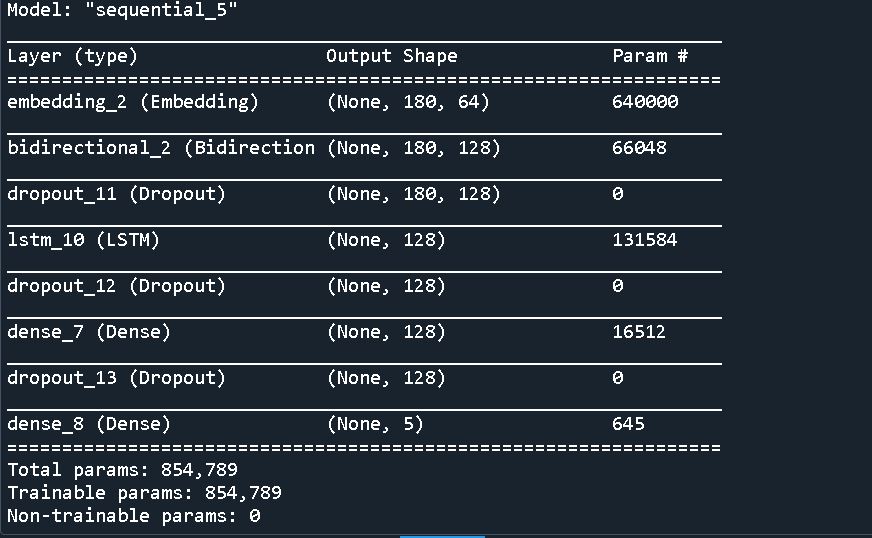 Model: "sequential_5"
Layer (type) Output Shape Param #
=================================================================
embedding_2 (Embedding) (None, 180, 64) 640000
bidirectional_2 (Bidirection (None, 180, 128) 66048
dropout_11 (Dropout) (None, 180, 128) 0
lstm_10 (LSTM) (None, 128) 131584
dropout_12 (Dropout) (None, 128) 0
dense_7 (Dense) (None, 128) 16512
dropout_13 (Dropout) (None, 128) 0
dense_8 (Dense) (None, 5) 645
=================================================================
Total params: 854,789
Trainable params: 854,789
Non-trainable params: 0